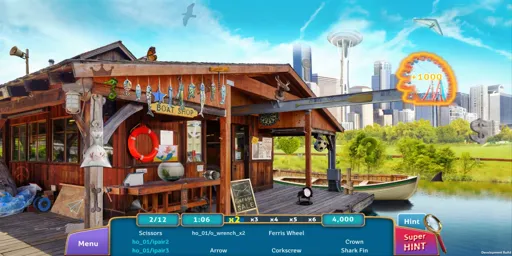 +1000
BOAT SHOP
2/12 1:06 x2 x3 x4 x5 x6 4,000
Hint
Scissors ho_01/s_wrench_x2 Ferris Wheel
Super
HINT
ho_01/ipair2 Crown
Menu
ho_01/ipair3 Arrow Corkscrew Shark Fin
Development Build